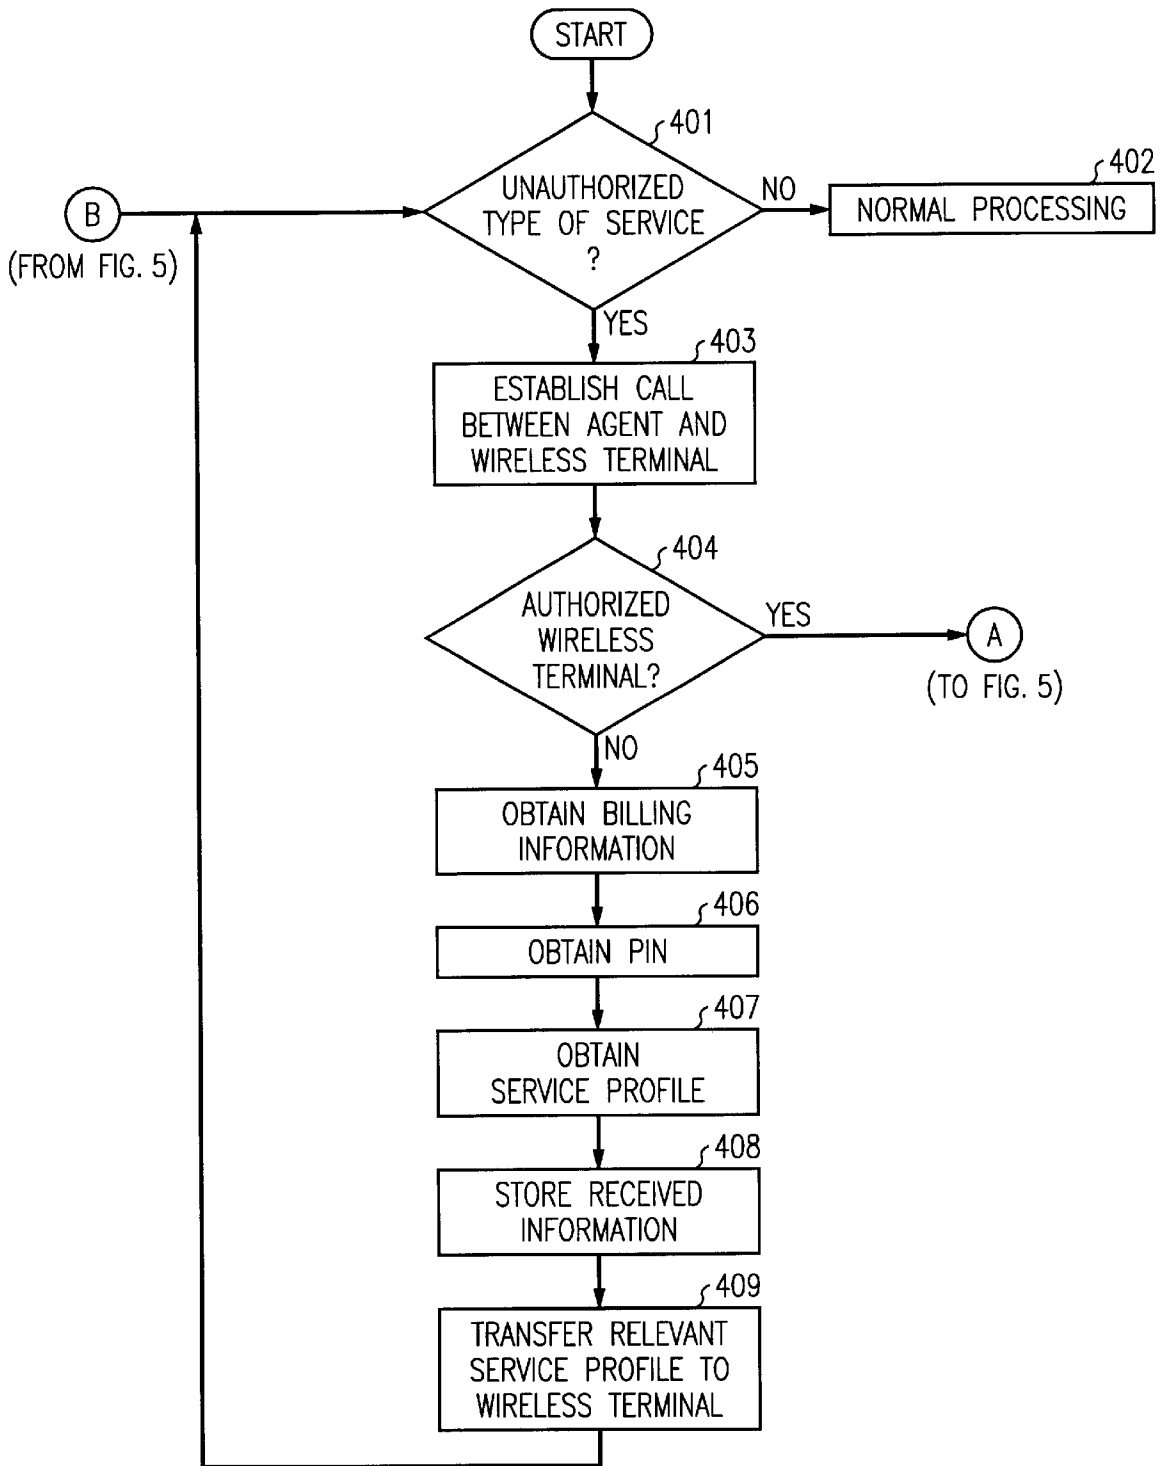 START
401
UNAUTHORIZED
TYPE OF SERVICE
?
NO
402
NORMAL PROCESSING
B
(FROM FIG. 5)
YES
403
ESTABLISH CALL
BETWEEN AGENT AND
WIRELESS TERMINAL
404
AUTHORIZED
WIRELESS
TERMINAL?
YES
A
(TO FIG. 5)
NO
405
OBTAIN BILLING
INFORMATION
406
OBTAIN PIN
407
OBTAIN
SERVICE PROFILE
408
STORE RECEIVED
INFORMATION
409
TRANSFER RELEVANT
SERVICE PROFILE TO
WIRELESS TERMINAL